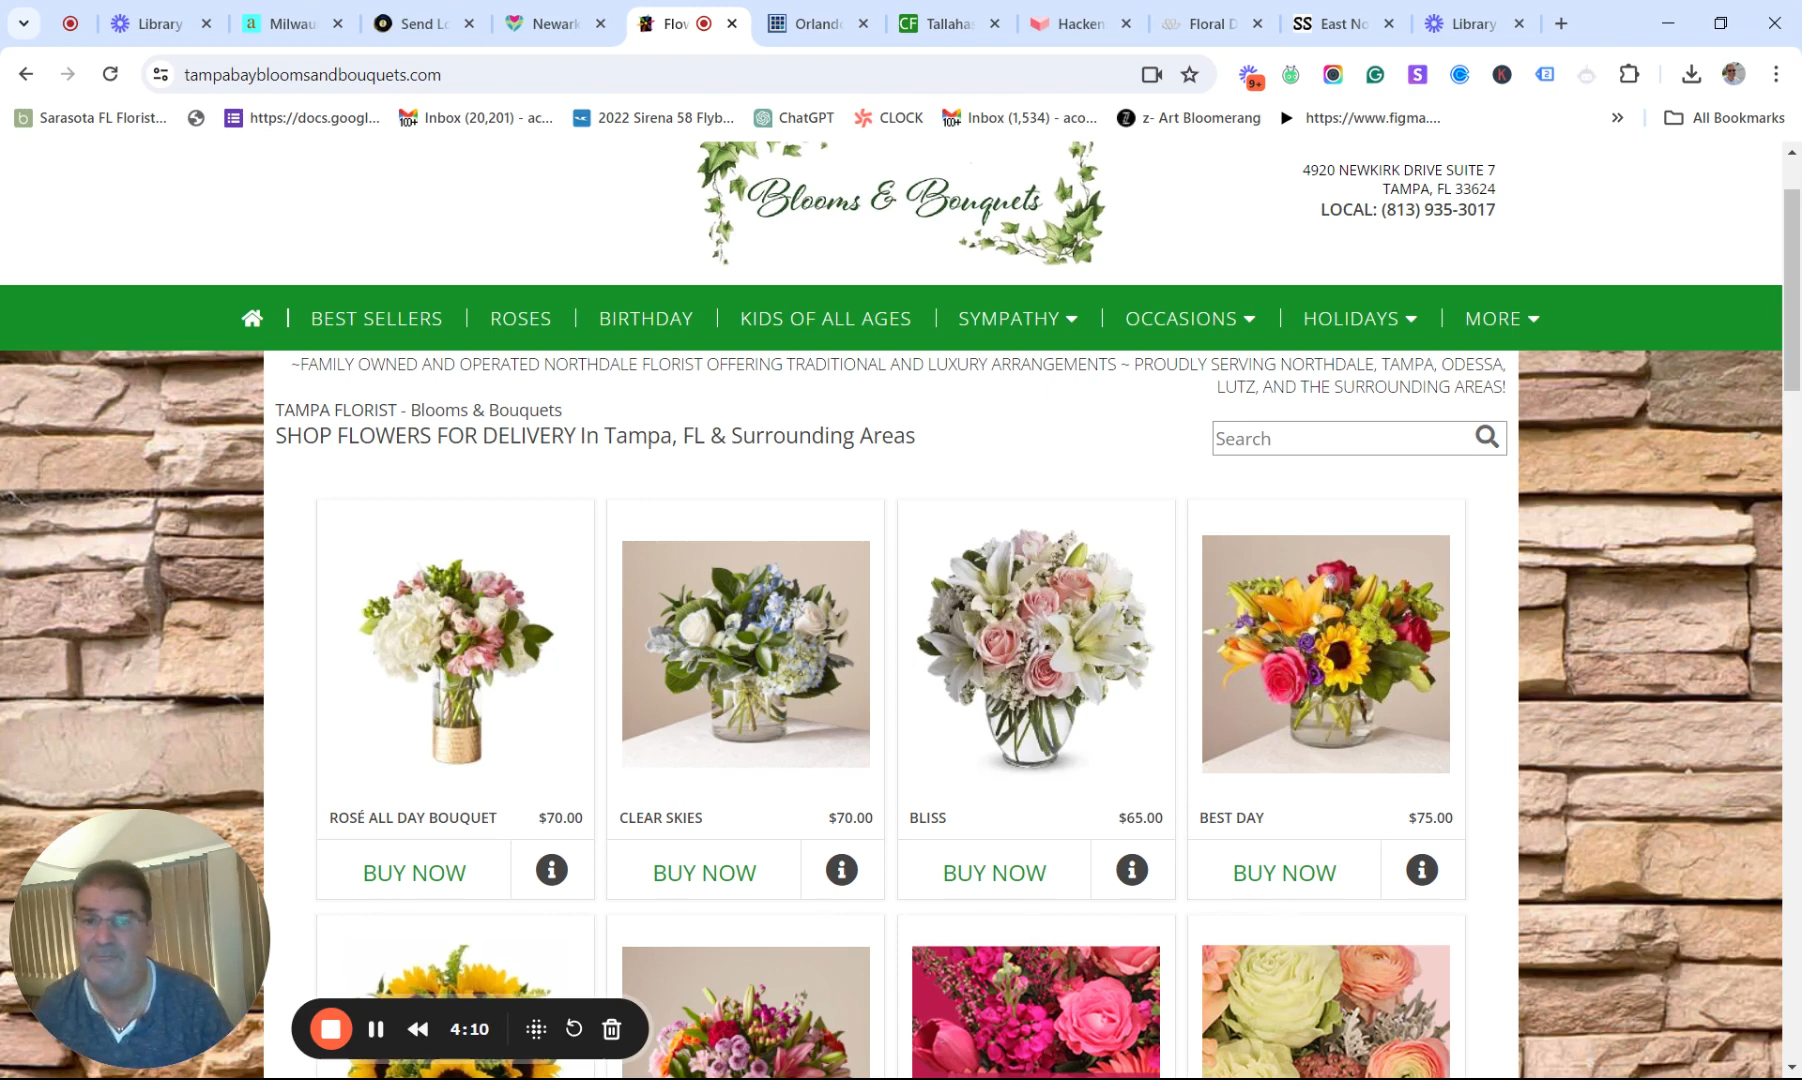 Library
Milwau
Send Lo
Newark
Flov
Orlando
CF Tallahas
Hacken
Floral D
SS East No
Library
tampabaybloomsandbouquets.com
9+
Sarasota FL Florist...
https://docs.googl...
100+ Inbox (20,201) - ac...
2022 Sirena 58 Flyb...
ChatGPT
CLOCK
100+ Inbox (1,534) - aco...
z- Art Bloomerang
https://www.figma....
»
All Bookmarks
Blooms & Bouquets
4920 NEWKIRK DRIVE SUITE 7
TAMPA, FL 33624
LOCAL: (813) 935-3017
BEST SELLERS
ROSES
BIRTHDAY
KIDS OF ALL AGES
SYMPATHY
OCCASIONS
HOLIDAYS
MORE
~FAMILY OWNED AND OPERATED NORTHDALE FLORIST OFFERING TRADITIONAL AND LUXURY ARRANGEMENTS ~ PROUDLY SERVING NORTHDALE, TAMPA, ODESSA,
LUTZ, AND THE SURROUNDING AREAS!
TAMPA FLORIST - Blooms & Bouquets
SHOP FLOWERS FOR DELIVERY In Tampa, FL & Surrounding Areas
Search
ROSÉ ALL DAY BOUQUET $70.00
CLEAR SKIES $70.00
BLISS $65.00
BEST DAY $75.00
BUY NOW
BUY NOW
BUY NOW
BUY NOW
4:10